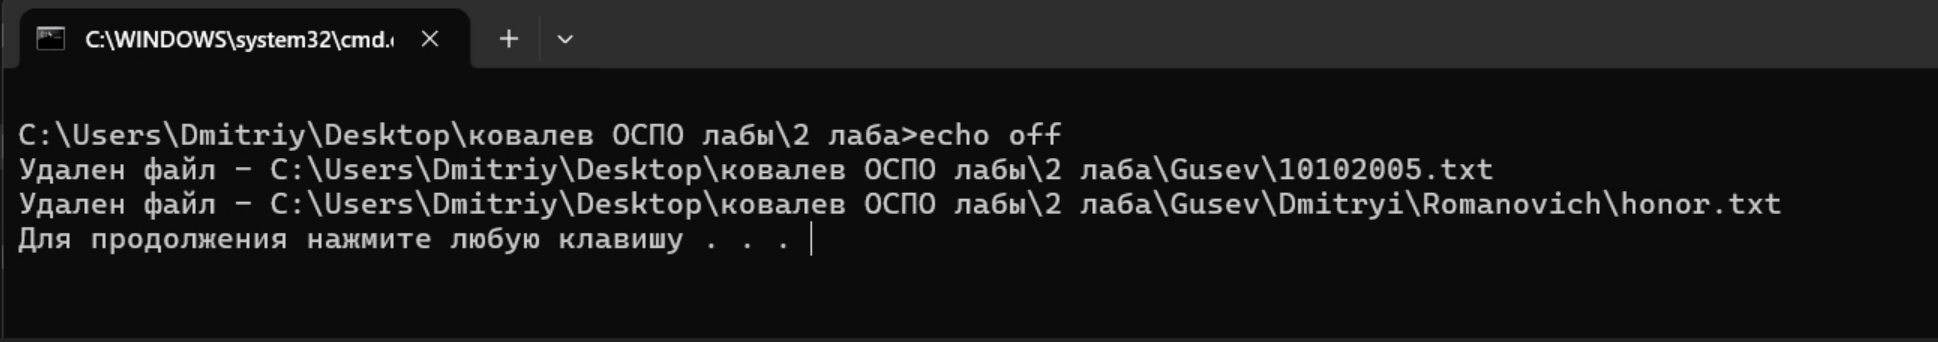 C:\WINDOWS\system32\cmd.
C:\Users\Dmitriy\Desktop\ковалев ОСПО лабы\2 лаба>echo off
Удален файл - C:\Users\Dmitriy\Desktop\ковалев ОСПО лабы\2 лаба\Gusev\10102005.txt
Удален файл - C:\Users\Dmitriy\Desktop\ковалев ОСПО лабы\2 лаба\Gusev\Dmitryi\Romanovich\honor.txt
Для продолжения нажмите любую клавишу . . .